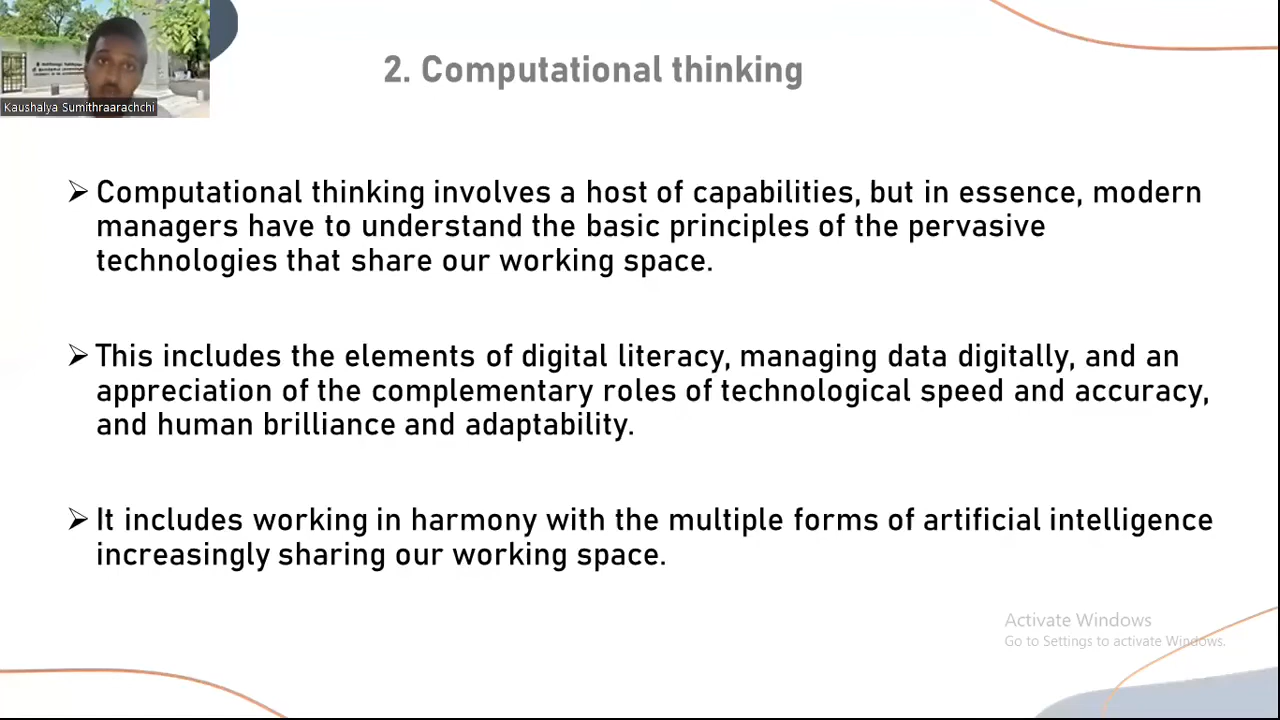 Kaushalya Sumithraarachchi
2. Computational thinking
➢ Computational thinking involves a host of capabilities, but in essence, modern
managers have to understand the basic principles of the pervasive
technologies that share our working space.
➢ This includes the elements of digital literacy, managing data digitally, and an
appreciation of the complementary roles of technological speed and accuracy,
and human brilliance and adaptability.
➢ It includes working in harmony with the multiple forms of artificial intelligence
increasingly sharing our working space.
Activate Windows
Go to Settings to activate Windows.